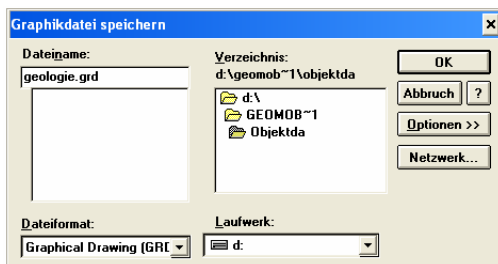 Graphikdatei speichern
Dateiname:
geologie.grd
Verzeichnis:
d:\geomob~1\objektda
d:\
GEOMOB~1
Objektda
OK
Abbruch
?
Optionen >>
Netzwerk...
Dateiformat:
Graphical Drawing (GRD
Laufwerk:
d: